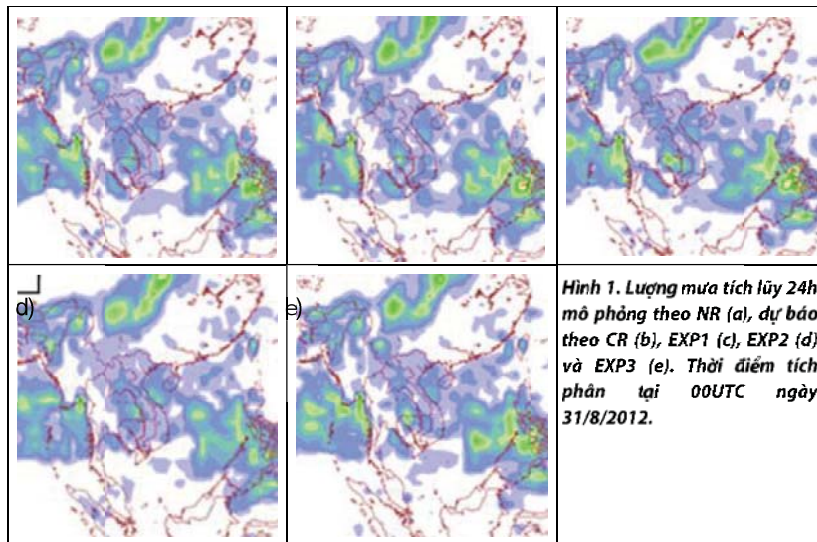 d)
e)
Hình 1. Lượng mưa tích lũy 24h
mô phỏng theo NR (a), dự báo
theo CR (b), EXP1 (c), EXP2 (d)
và EXP3 (e). Thời điểm tích
phân tại 00UTC ngày
31/8/2012.